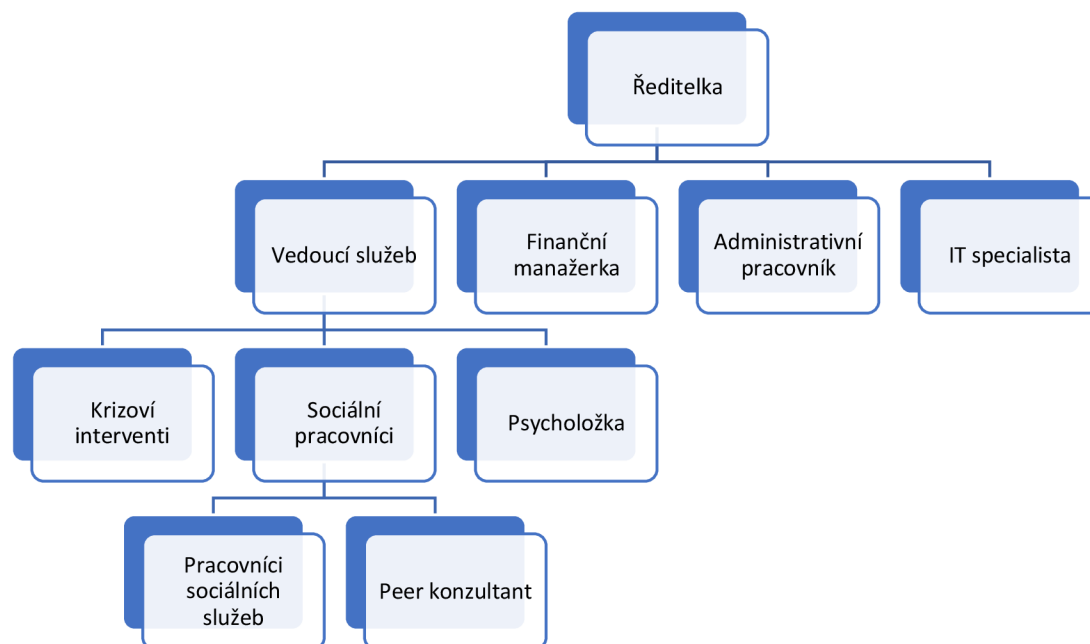 Ředitelka
Vedoucí služeb
Finanční
manažerka
Administrativní
pracovník
IT specialista
Krizoví
interventi
Sociální
pracovníci
Psycholožka
Pracovníci
sociálních
služeb
Peer konzultant